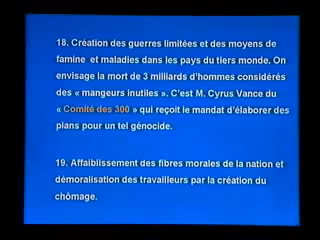 18. Création des guerres limitées et des moyens de
famine et maladies dans les pays du tiers monde. On
envisage la mort de 3 milliards d'hommes considérés
des « mangeurs inutiles ». C'est M. Cyrus Vance du
« Comité des 300 » qui reçoit le mandat d'élaborer des
plans pour un tel génocide.
19. Affaiblissement des fibres morales de la nation et
démoralisation des travailleurs par la création du
chômage.